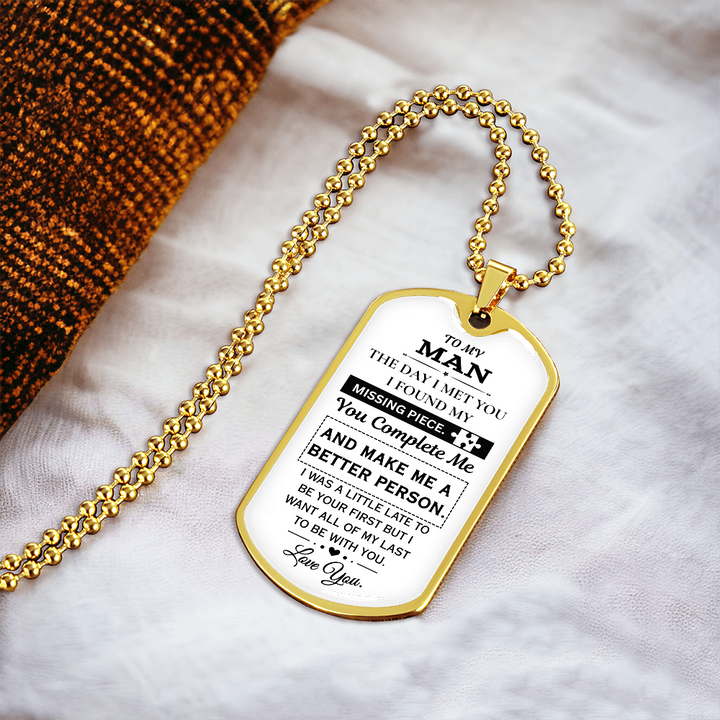 TO MY
MAN
THE DAY I MET YOU
I FOUND MY
MISSING PIECE.
You Complete Me
AND MAKE ME A
BETTER PERSON.
I WAS A LITTLE LATE TO
BE YOUR FIRST BUT I
WANT ALL OF MY LAST
TO BE WITH YOU.
Love You.